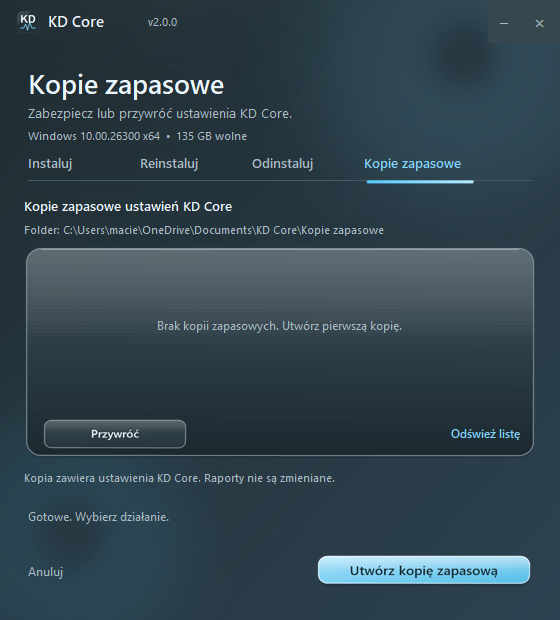 KD KD Core v2.0.0
Kopie zapasowe
Zabezpiecz lub przywróć ustawienia KD Core.
Windows 10.00.26300 x64 • 135 GB wolne
Instaluj Reinstaluj Odinstaluj Kopie zapasowe
Kopie zapasowe ustawień KD Core
Folder: C:\Users\macie\OneDrive\Documents\KD Core\Kopie zapasowe
Brak kopii zapasowych. Utwórz pierwszą kopię.
Przywróć Odśwież listę
Kopia zawiera ustawienia KD Core. Raporty nie są zmieniane.
Gotowe. Wybierz działanie.
Anuluj Utwórz kopię zapasową